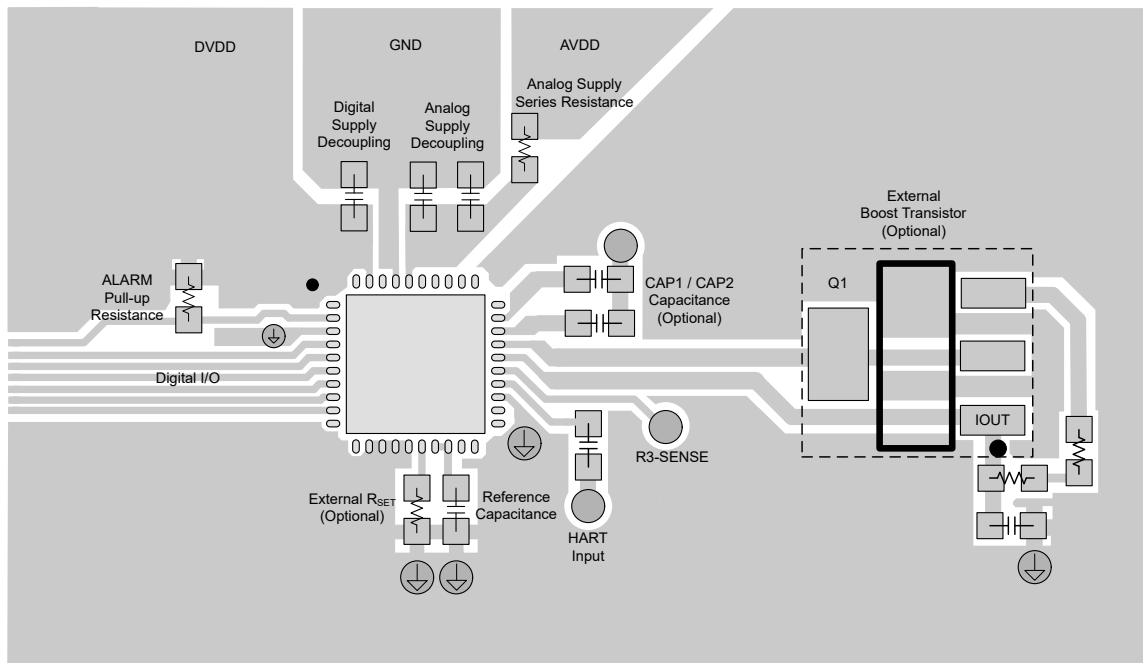 DVDD
GND
AVDD
Analog Supply
Series Resistance
Digital
Supply
Decoupling
Analog
Supply
Decoupling
External
Boost Transistor
(Optional)
ALARM
Pull-up
Resistance
CAP1 / CAP2
Capacitance
(Optional)
Q1
Digital I/O
IOUT
R3-SENSE
External RSET
(Optional)
Reference
Capacitance
HART
Input